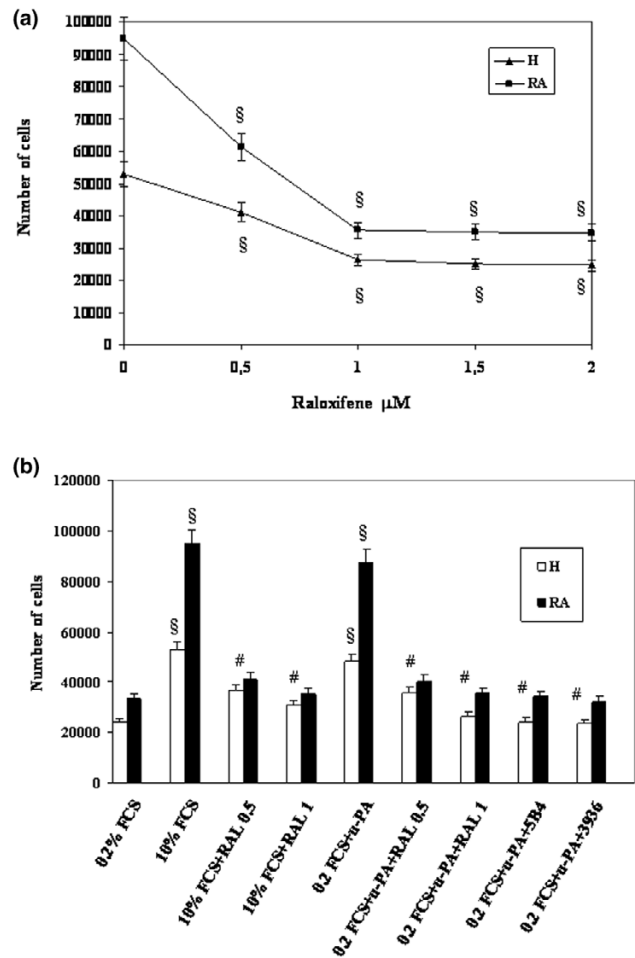 (a)
100000
90000
80000
70000
60000
50000
40000
30000
20000
10000
0
Number of cells
H
RA
§
§
§
§
§
§
§
§
0
0,5
1
1,5
2
Raloxifene µM
(b)
120000
100000
80000
60000
40000
20000
0
Number of cells
§
§
#
#
§
§
#
#
#
#
H
RA
0.2% FCS
10% FCS
10% FCS+RAL 0.5
10% FCS+RAL 1
0.2 FCS+u-PA
0.2 FCS+u-PA+RAL 0.5
0.2 FCS+u-PA+RAL 1
0.2 FCS+u-PA+5B4
0.2 FCS+u-PA+3936